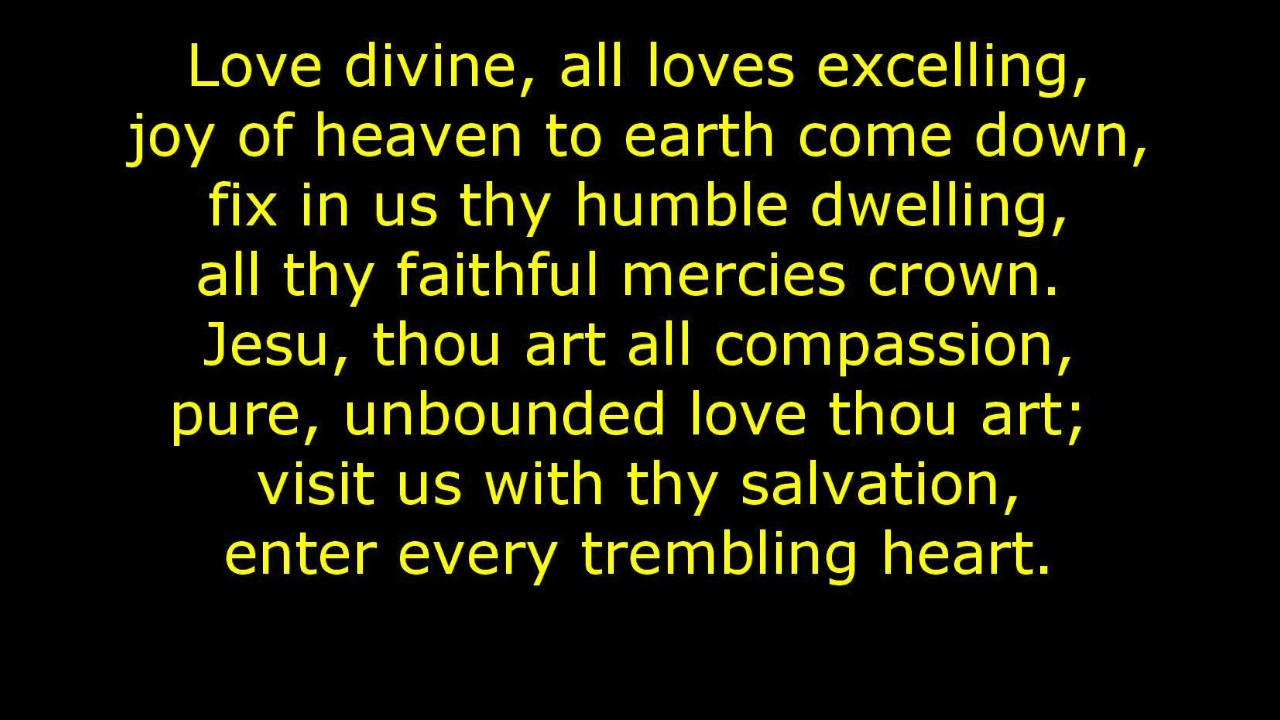 Love divine, all loves excelling,
joy of heaven to earth come down,
fix in us thy humble dwelling,
all thy faithful mercies crown.
Jesu, thou art all compassion,
pure, unbounded love thou art;
visit us with thy salvation,
enter every trembling heart.